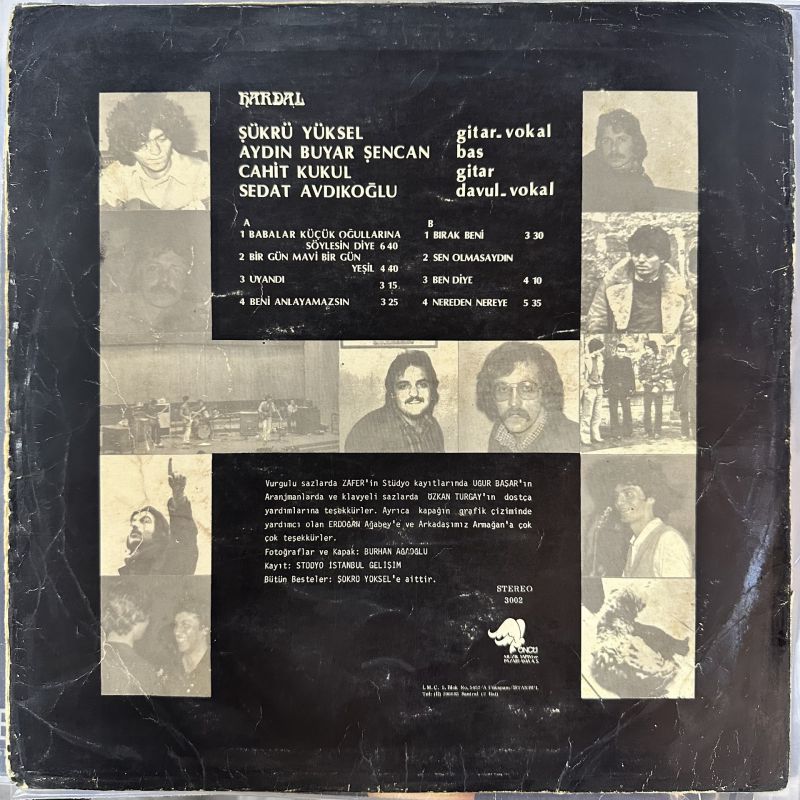 HARDAL
ŞÜKRÜ YÜKSEL gitar-vokal
AYDIN BUYAR ŞENCAN bas
CAHİT KUKUL gitar
SEDAT AVDIKOĞLU davul-vokal
A
1 BABALAR KÜÇÜK OĞULLARINA
SÖYLESİN DİYE 6 40
2 BİR GÜN MAVİ BİR GÜN
YEŞİL 4 40
3 UYANDI
3 15
4 BENİ ANLAYAMAZSIN 3 25
B
1 BIRAK BENİ 3 30
2 SEN OLMASAYDIN
3 BEN DİYE 4 10
4 NEREDEN NEREYE 5 35
Vurgulu sazlarda ZAFER'in Stüdyo kayıtlarında UĞUR BAŞAR'ın
Aranjmanlarda ve klavyeli sazlarda ÖZKAN TURGAY'ın dostça
yardımlarına teşekkürler. Ayrıca kapağın grafik çiziminde
yardımcı olan ERDOĞAN Ağabey'e ve Arkadaşımız Armağan'a çok
çok teşekkürler.
Fotoğraflar ve Kapak: BURHAN AĞAOĞLU
Kayıt: STÜDYO İSTANBUL GELİŞİM
Bütün Besteler: ŞÜKRÜ YÜKSEL'e aittir.
STEREO
3002
ÖNCÜ